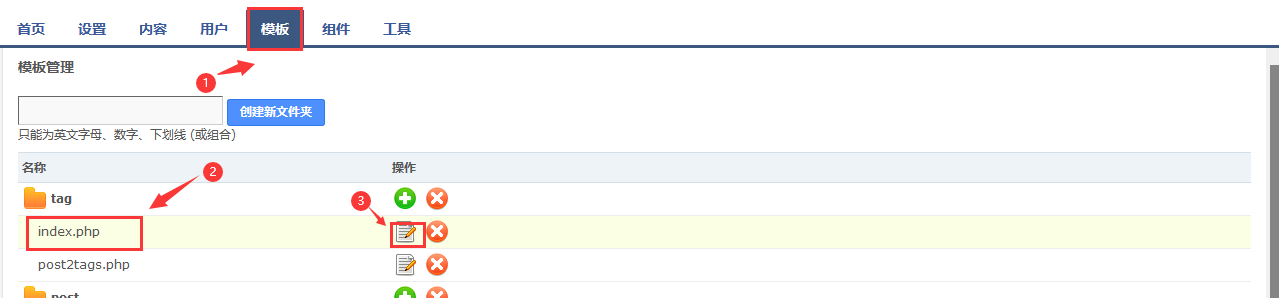 首页 设置 内容 用户 模板 组件 工具
模板管理
1
创建新文件夹
只能为英文字母、数字、下划线 (或组合)
名称 操作
2
tag
3
index.php
post2tags.php
post